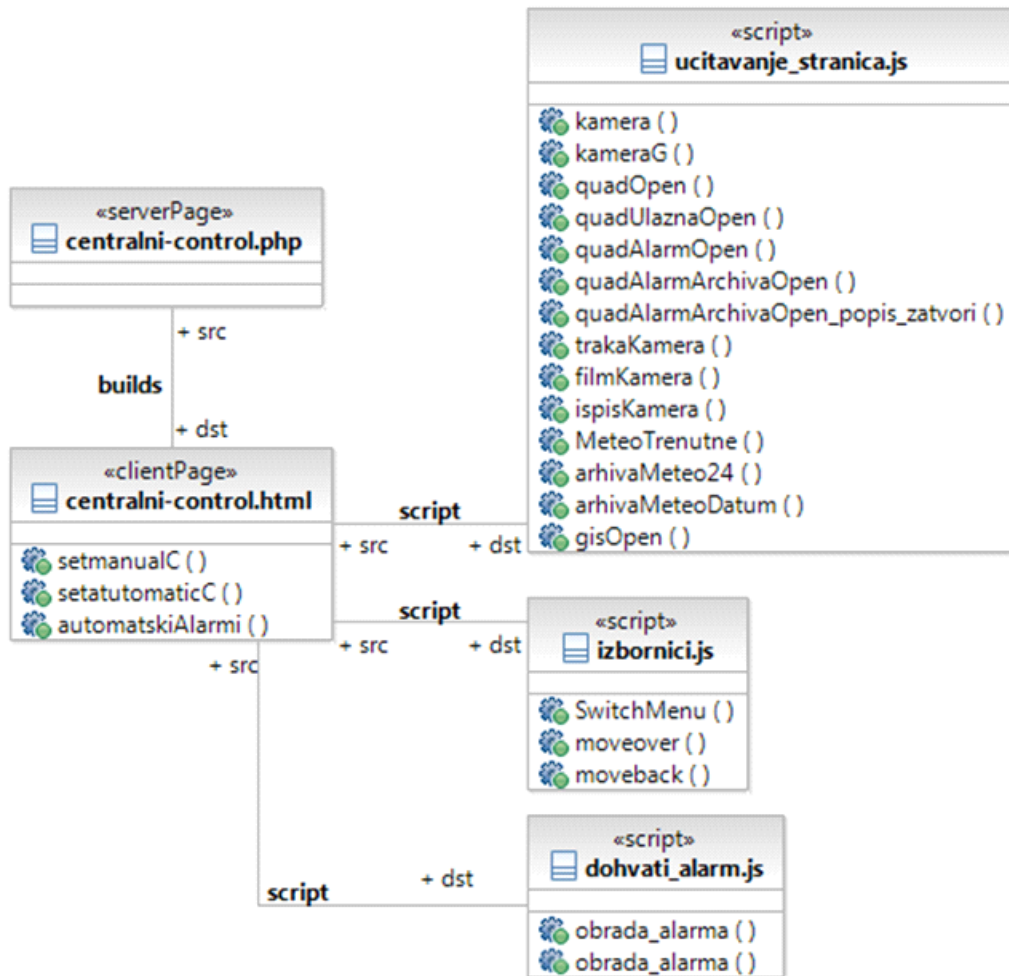 «script»
ucitavanje_stranica.js
kamera ( )
kameraG ( )
quadOpen ( )
quadUlaznaOpen ( )
quadAlarmOpen ( )
quadAlarmArchivaOpen ( )
quadAlarmArchivaOpen_popis_zatvori ( )
trakaKamera ( )
filmKamera ( )
ispisKamera ( )
MeteoTrenutne ( )
arhivaMeteo24 ( )
arhivaMeteoDatum ( )
gisOpen ( )
«serverPage»
centralni-control.php
+ src
builds
+ dst
«clientPage»
centralni-control.html
setmanualC ( )
setatutomaticC ( )
automatskiAlarmi ( )
script
+ src + dst
script
+ src + dst
«script»
izbornici.js
SwitchMenu ( )
moveover ( )
moveback ( )
+ src
script
+ dst
«script»
dohvati_alarm.js
obrada_alarma ( )
obrada_alarma ( )